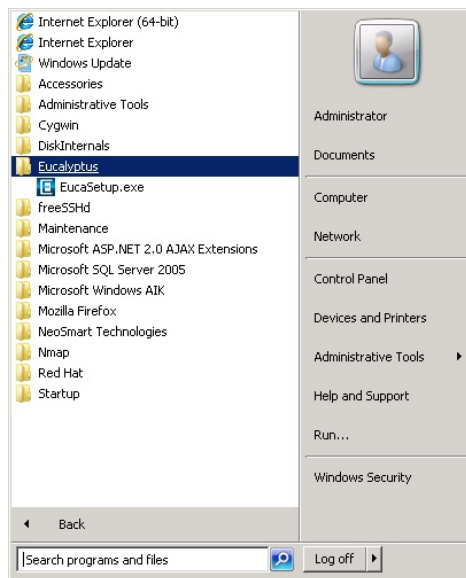 Internet Explorer (64-bit)
Internet Explorer
Windows Update
Accessories
Administrative Tools
Cygwin
DiskInternals
Eucalyptus
EucaSetup.exe
freeSSHd
Maintenance
Microsoft ASP.NET 2.0 AJAX Extensions
Microsoft SQL Server 2005
Microsoft Windows AIK
Mozilla Firefox
NeoSmart Technologies
Nmap
Red Hat
Startup
Back
Search programs and files
Administrator
Documents
Computer
Network
Control Panel
Devices and Printers
Administrative Tools
Help and Support
Run...
Windows Security
Log off